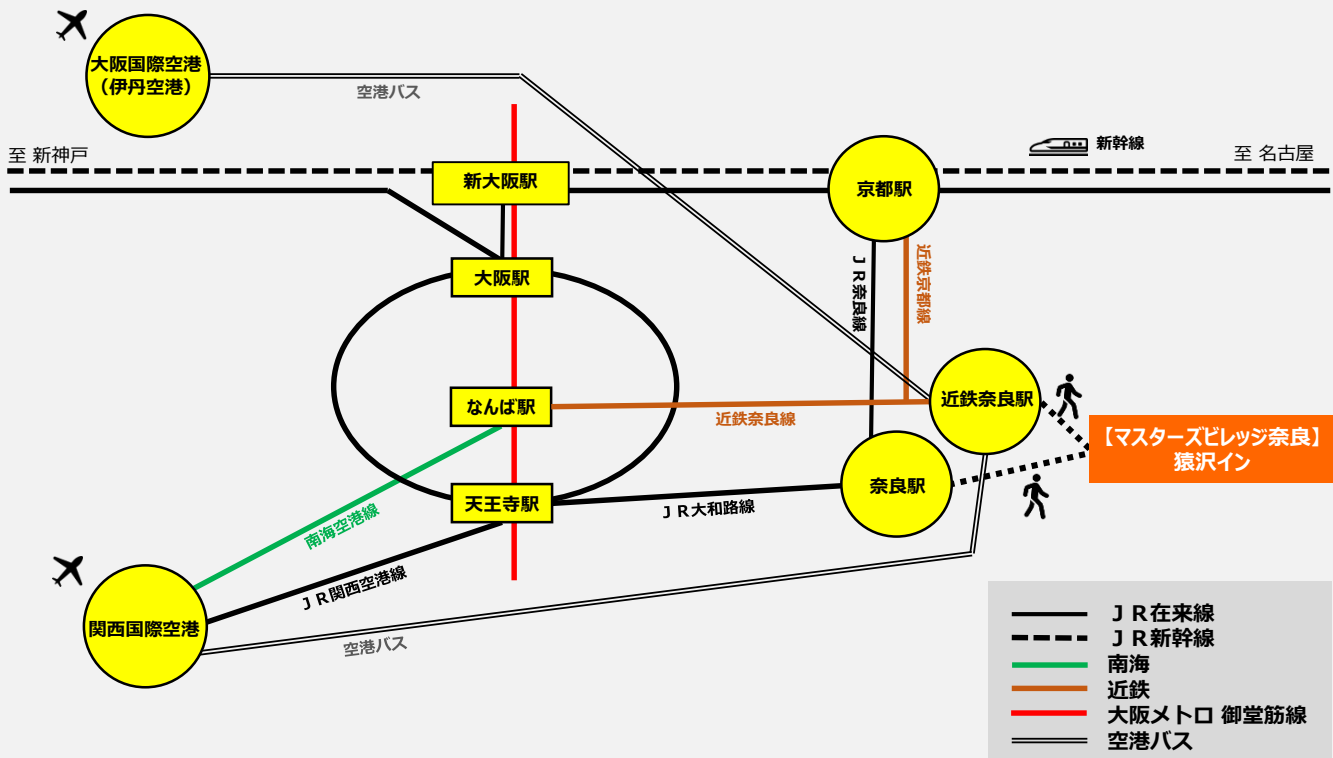 大阪国際空港
（伊丹空港）
空港バス
至 新神戸
新幹線
至 名古屋
新大阪駅
京都駅
大阪駅
ＪＲ奈良線
近鉄京都線
なんば駅
近鉄奈良線
近鉄奈良駅
【マスターズビレッジ奈良】
猿沢イン
天王寺駅
奈良駅
ＪＲ大和路線
南海空港線
ＪＲ関西空港線
関西国際空港
空港バス
ＪＲ在来線
ＪＲ新幹線
南海
近鉄
大阪メトロ 御堂筋線
空港バス